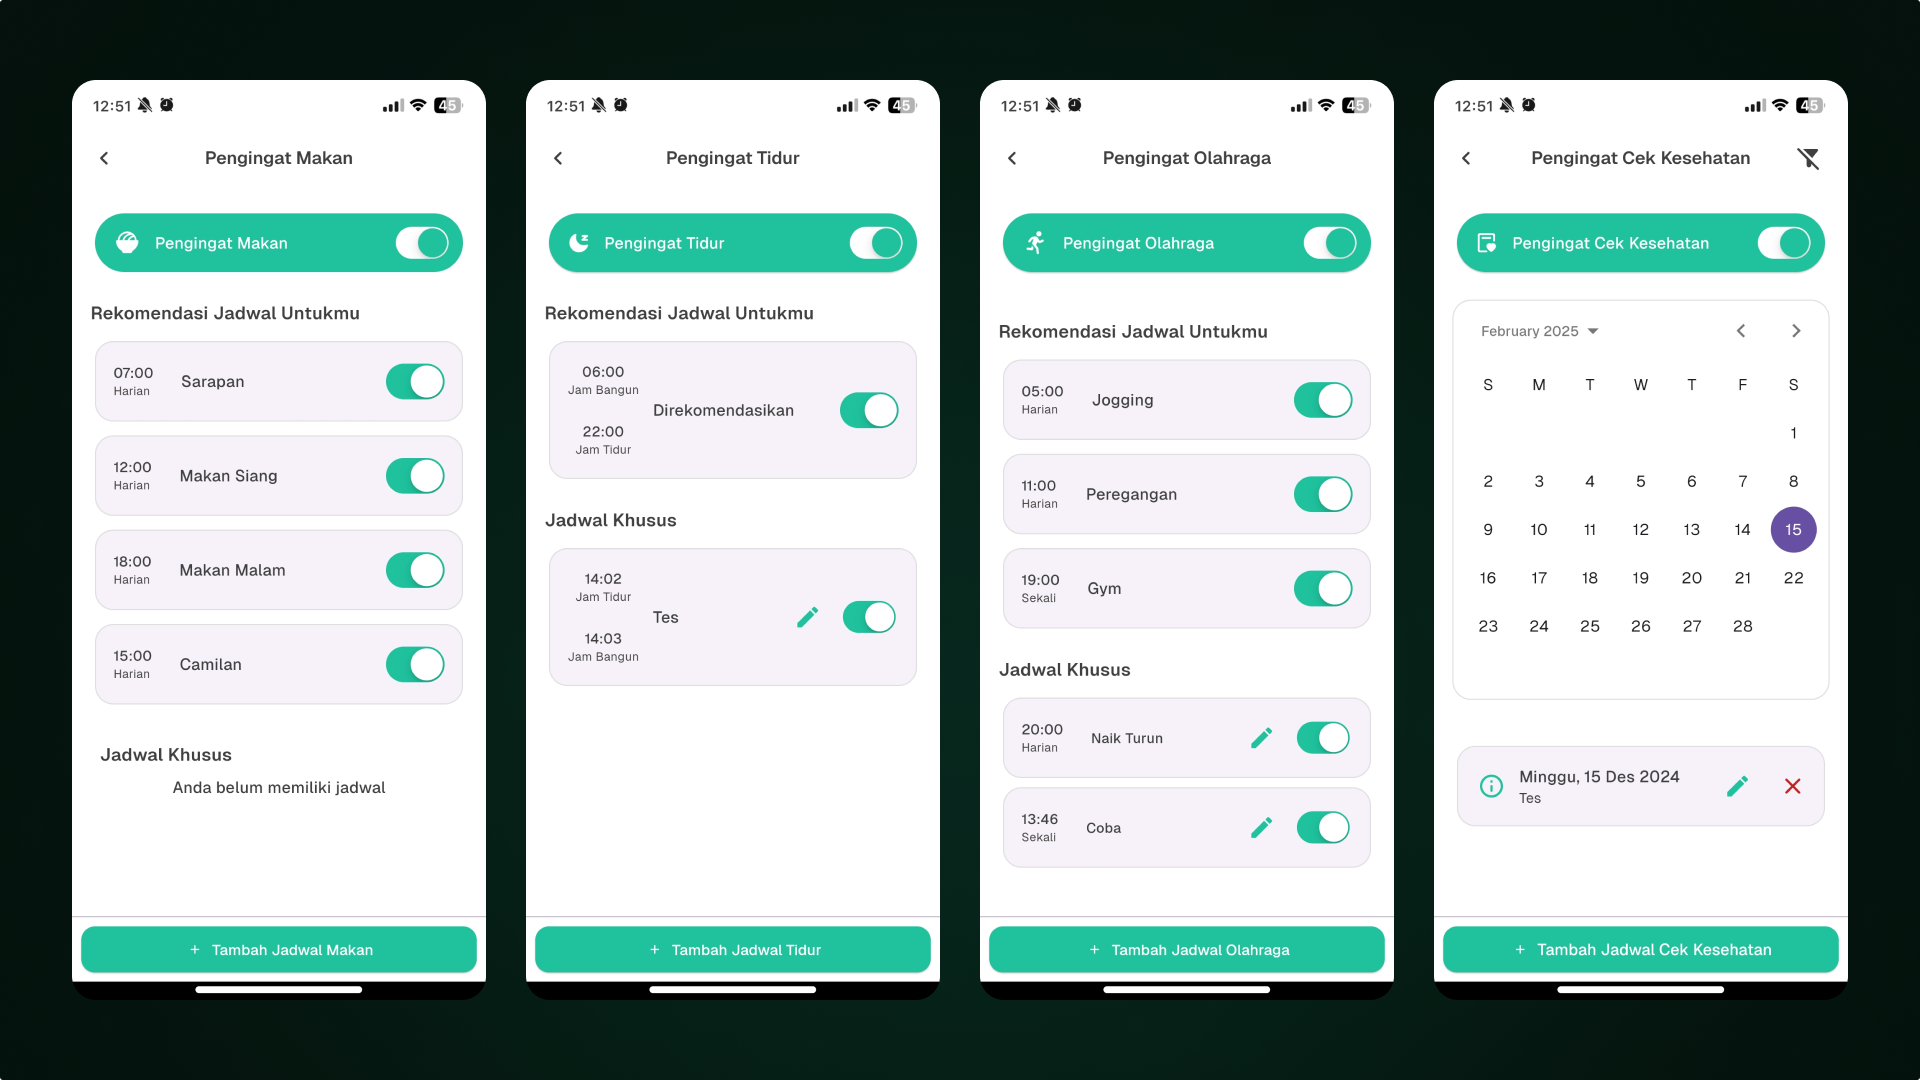 12:51
45
Pengingat Makan
Pengingat Makan
Rekomendasi Jadwal Untukmu
07:00
Harian
Sarapan
12:00
Harian
Makan Siang
18:00
Harian
Makan Malam
15:00
Harian
Camilan
Jadwal Khusus
Anda belum memiliki jadwal
+ Tambah Jadwal Makan
12:51
45
Pengingat Tidur
Pengingat Tidur
Rekomendasi Jadwal Untukmu
06:00
Jam Bangun
Direkomendasikan
22:00
Jam Tidur
Jadwal Khusus
14:02
Jam Tidur
Tes
14:03
Jam Bangun
+ Tambah Jadwal Tidur
12:51
45
Pengingat Olahraga
Pengingat Olahraga
Rekomendasi Jadwal Untukmu
05:00
Harian
Jogging
11:00
Harian
Peregangan
19:00
Sekali
Gym
Jadwal Khusus
20:00
Harian
Naik Turun
13:46
Sekali
Coba
+ Tambah Jadwal Olahraga
12:51
45
Pengingat Cek Kesehatan
Pengingat Cek Kesehatan
February 2025
S M T W T F S
1
2 3 4 5 6 7 8
9 10 11 12 13 14 15
16 17 18 19 20 21 22
23 24 25 26 27 28
Minggu, 15 Des 2024
Tes
+ Tambah Jadwal Cek Kesehatan